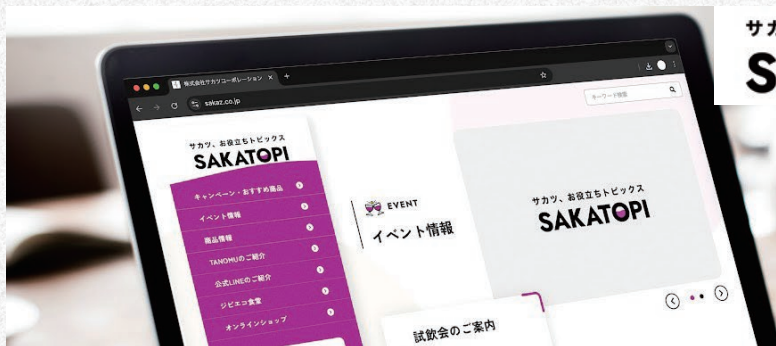 サカ
S
株式会社サカツコーポレーション
sakaz.co.jp
キーワード検索
サカツ、お役立ちトピックス
SAKATOPI
キャンペーン・おすすめ商品
イベント情報
商品情報
TANOMUのご紹介
公式LINEのご紹介
ジビエコ食堂
オンラインショップ
EVENT
イベント情報
サカツ、お役立ちトピックス
SAKATOPI
試飲会のご案内